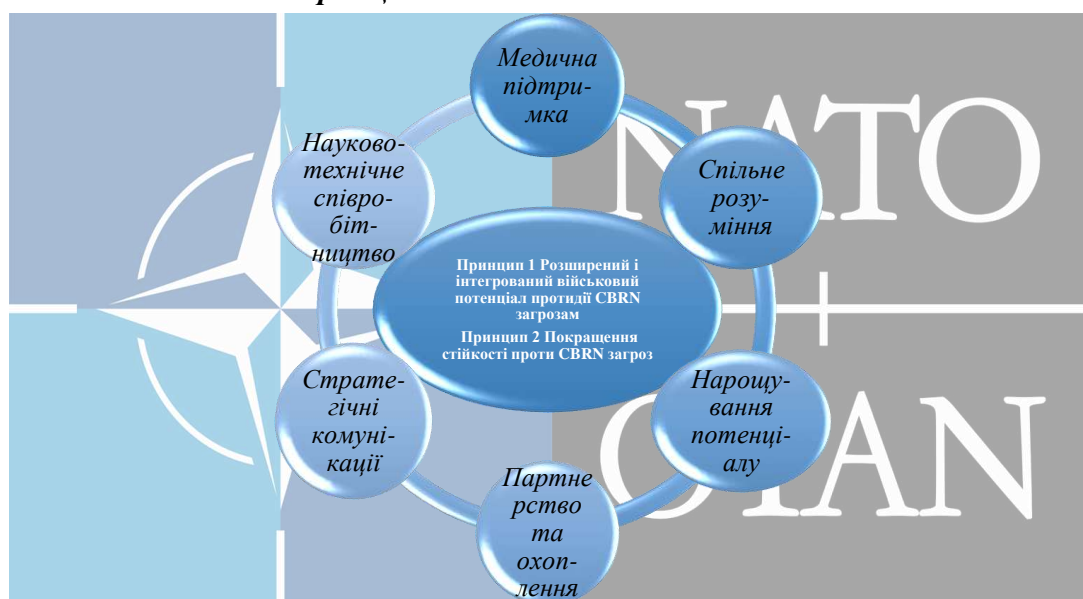 Медична
підтри-
мка
Спільне
розу-
міння
Нарощу-
вання
потенці-
алу
Партне
рство
та
охоп-
лення
Страте-
гічні
комуні-
кації
Науково-
технічне
співро-
біт-
ництво
Принцип 1 Розширений і
інтегрований військовий
потенціал протидії CBRN
загрозам
Принцип 2 Покращення
стійкості проти CBRN загроз
NATO
OTAN